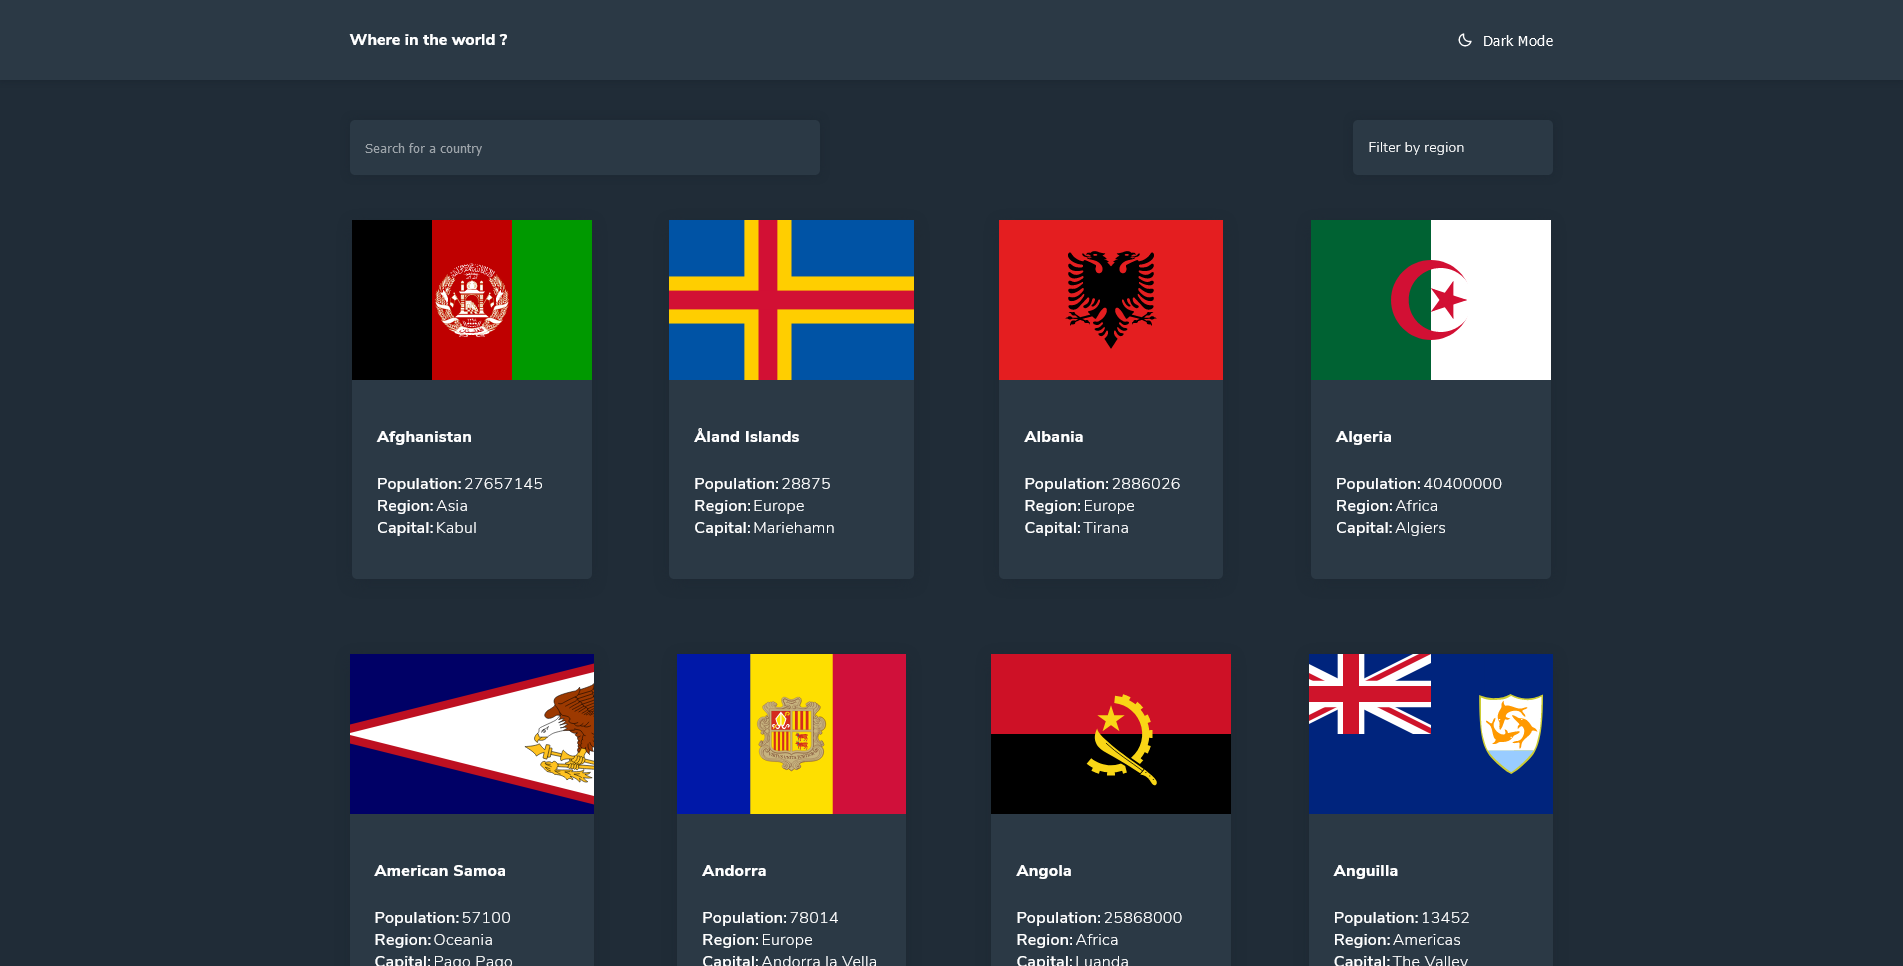 Where in the world ?
Dark Mode
Search for a country
Filter by region
Afghanistan
Population: 27657145
Region: Asia
Capital: Kabul
Åland Islands
Population: 28875
Region: Europe
Capital: Mariehamn
Albania
Population: 2886026
Region: Europe
Capital: Tirana
Algeria
Population: 40400000
Region: Africa
Capital: Algiers
American Samoa
Population: 57100
Region: Oceania
Capital: Pago Pago
Andorra
Population: 78014
Region: Europe
Capital: Andorra la Vella
Angola
Population: 25868000
Region: Africa
Capital: Luanda
Anguilla
Population: 13452
Region: Americas
Capital: The Valley